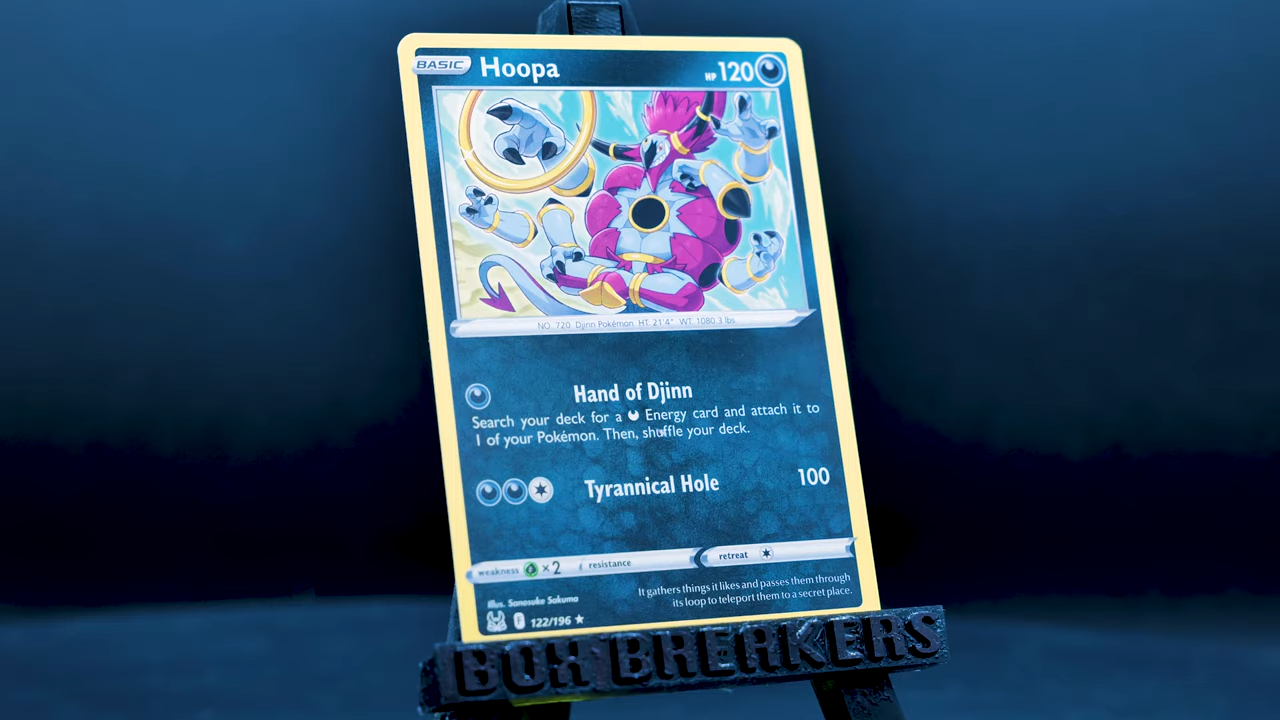 BASIC Hoopa HP 120
NO. 720 Djinn Pokémon HT 21'4" WT 1080.3 lbs
Hand of Djinn
Search your deck for a Energy card and attach it to
1 of your Pokémon. Then, shuffle your deck.
Tyrannical Hole 100
weakness ×2 resistance retreat
It gathers things it likes and passes them through
its loop to teleport them to a secret place.
Illus. Sanosuke Sakuma
F 122/196 ★
BOX BREAKERS